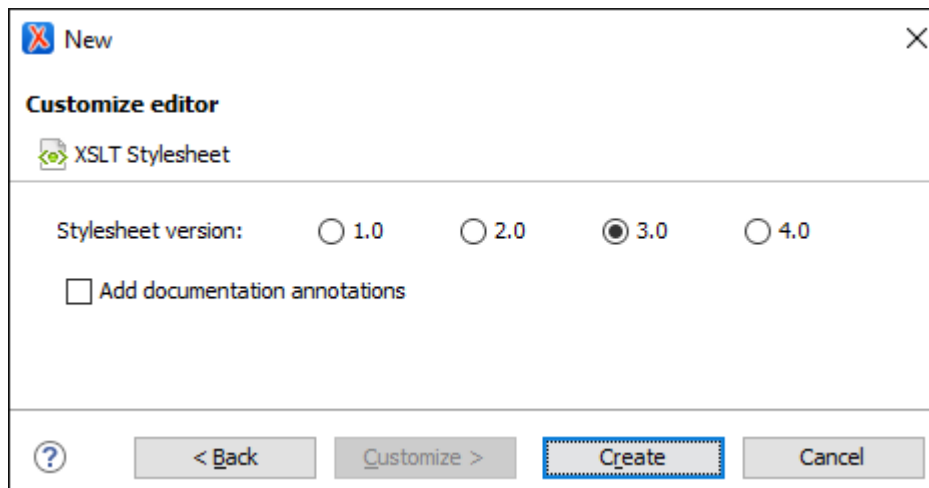 New
Customize editor
XSLT Stylesheet
Stylesheet version: 1.0 2.0 3.0 4.0
Add documentation annotations
? < Back Customize > Create Cancel